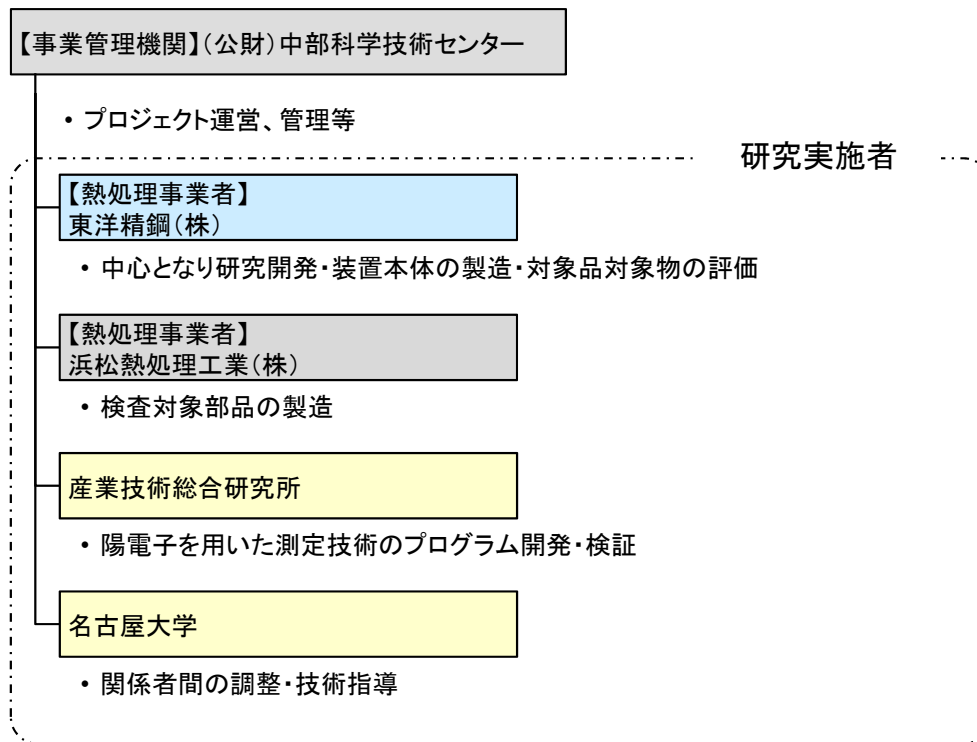 【事業管理機関】（公財）中部科学技術センター
・プロジェクト運営、管理等
研究実施者
【熱処理事業者】
東洋精鋼（株）
・中心となり研究開発・装置本体の製造・対象品対象物の評価
【熱処理事業者】
浜松熱処理工業（株）
・検査対象部品の製造
産業技術総合研究所
・陽電子を用いた測定技術のプログラム開発・検証
名古屋大学
・関係者間の調整・技術指導